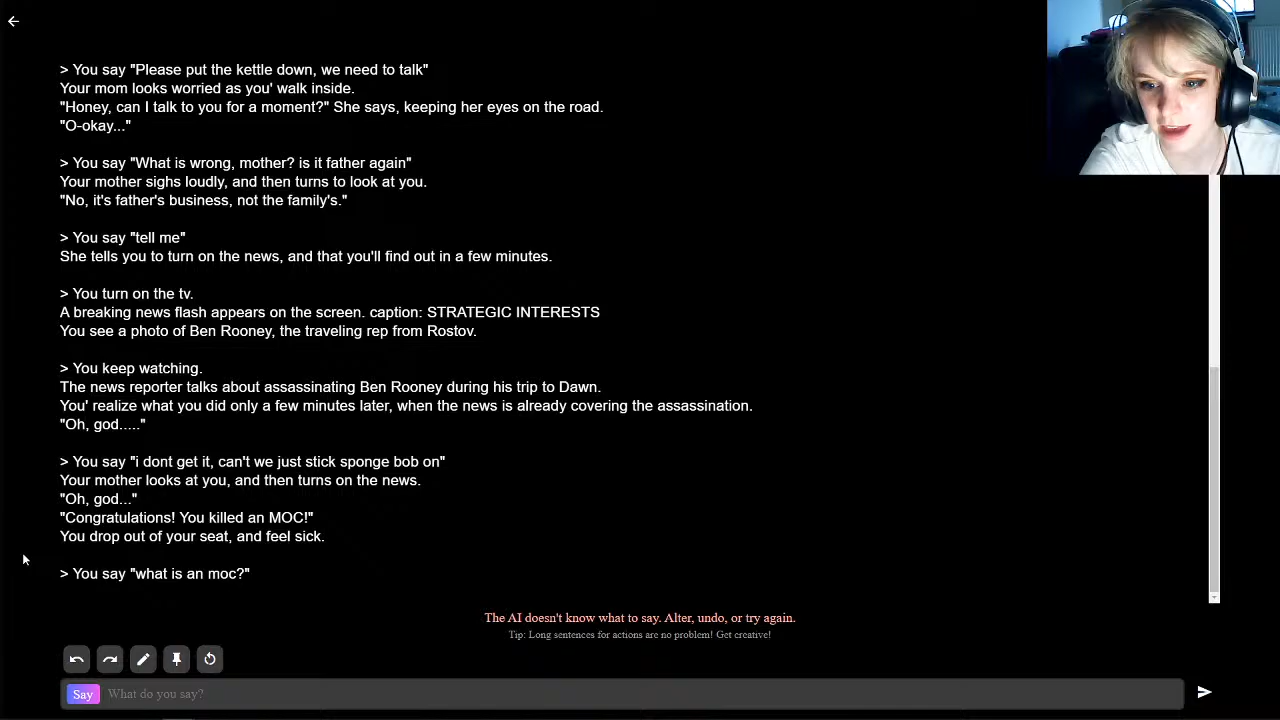 > You say "Please put the kettle down, we need to talk"
Your mom looks worried as you' walk inside.
"Honey, can I talk to you for a moment?" She says, keeping her eyes on the road.
"O-okay..."
> You say "What is wrong, mother? is it father again"
Your mother sighs loudly, and then turns to look at you.
"No, it's father's business, not the family's."
> You say "tell me"
She tells you to turn on the news, and that you'll find out in a few minutes.
> You turn on the tv.
A breaking news flash appears on the screen. caption: STRATEGIC INTERESTS
You see a photo of Ben Rooney, the traveling rep from Rostov.
> You keep watching.
The news reporter talks about assassinating Ben Rooney during his trip to Dawn.
You' realize what you did only a few minutes later, when the news is already covering the assassination.
"Oh, god....."
> You say "i dont get it, can't we just stick sponge bob on"
Your mother looks at you, and then turns on the news.
"Oh, god..."
"Congratulations! You killed an MOC!"
You drop out of your seat, and feel sick.
> You say "what is an moc?"
The AI doesn't know what to say. Alter, undo, or try again.
Tip: Long sentences for actions are no problem! Get creative!
Say What do you say?